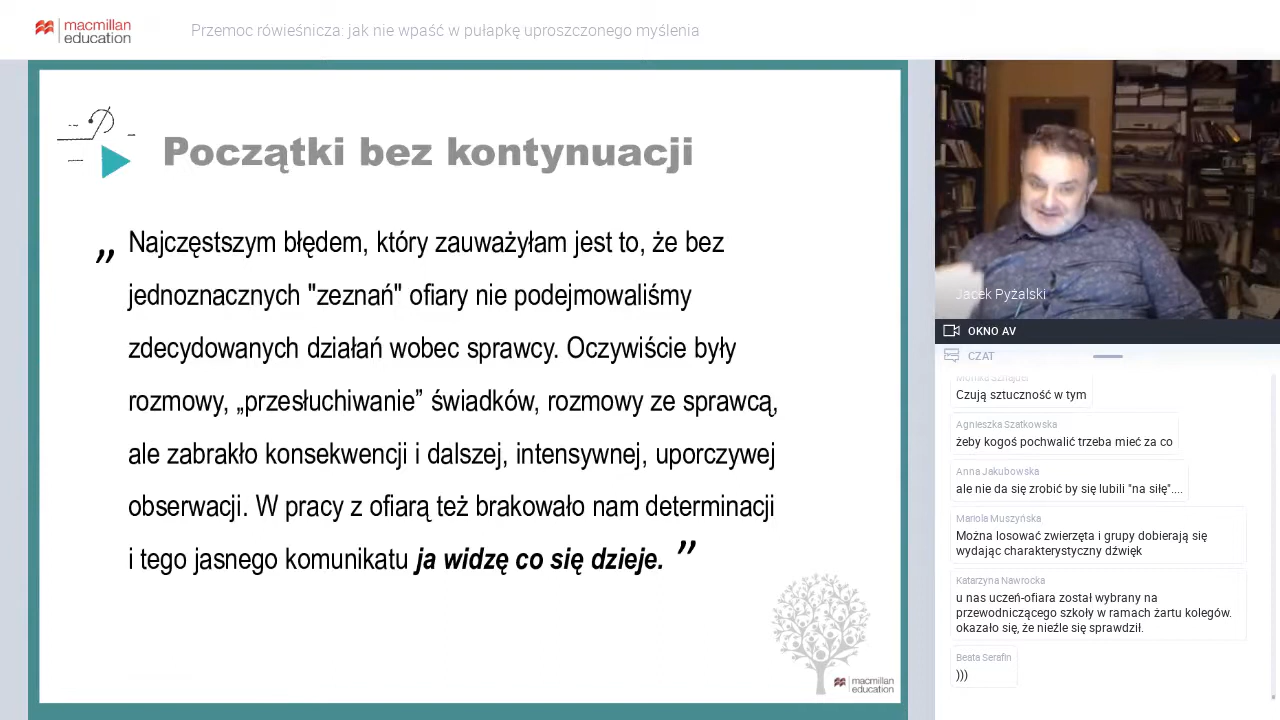 macmillan
education
Przemoc rówieśnicza: jak nie wpaść w pułapkę uproszczonego myślenia
Początki bez kontynuacji
„ Najczęstszym błędem, który zauważyłam jest to, że bez
jednoznacznych "zeznań" ofiary nie podejmowaliśmy
zdecydowanych działań wobec sprawcy. Oczywiście były
rozmowy, „przesłuchiwanie” świadków, rozmowy ze sprawcą,
ale zabrakło konsekwencji i dalszej, intensywnej, uporczywej
obserwacji. W pracy z ofiarą też brakowało nam determinacji
i tego jasnego komunikatu ja widzę co się dzieje. ”
macmillan
education
Jacek Pyżalski
OKNO AV
CZAT
Monika Sznajder
Czują sztuczność w tym
Agnieszka Szatkowska
żeby kogoś pochwalić trzeba mieć za co
Anna Jakubowska
ale nie da się zrobić by się lubili "na siłę"....
Mariola Muszyńska
Można losować zwierzęta i grupy dobierają się
wydając charakterystyczny dźwięk
Katarzyna Nawrocka
u nas uczeń-ofiara został wybrany na
przewodniczącego szkoły w ramach żartu kolegów.
okazało się, że nieźle się sprawdził.
Beata Serafin
)))